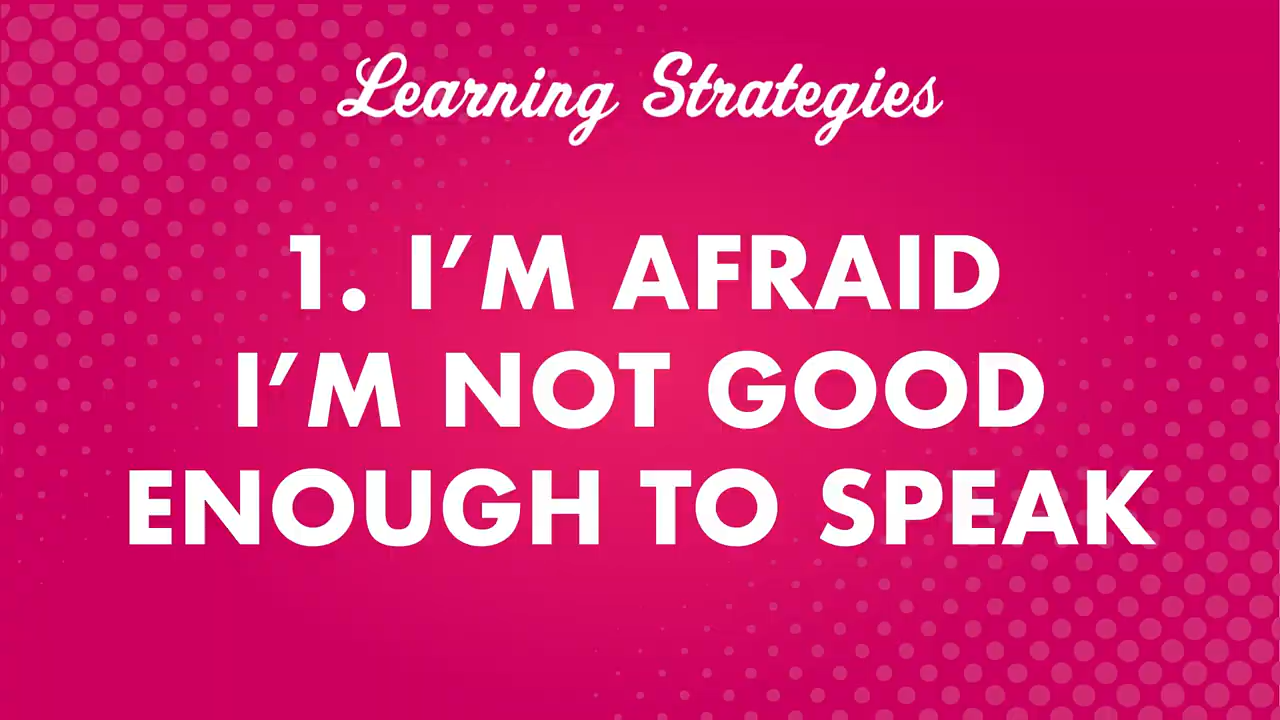 Learning Strategies
1. I’M AFRAID
I’M NOT GOOD
ENOUGH TO SPEAK